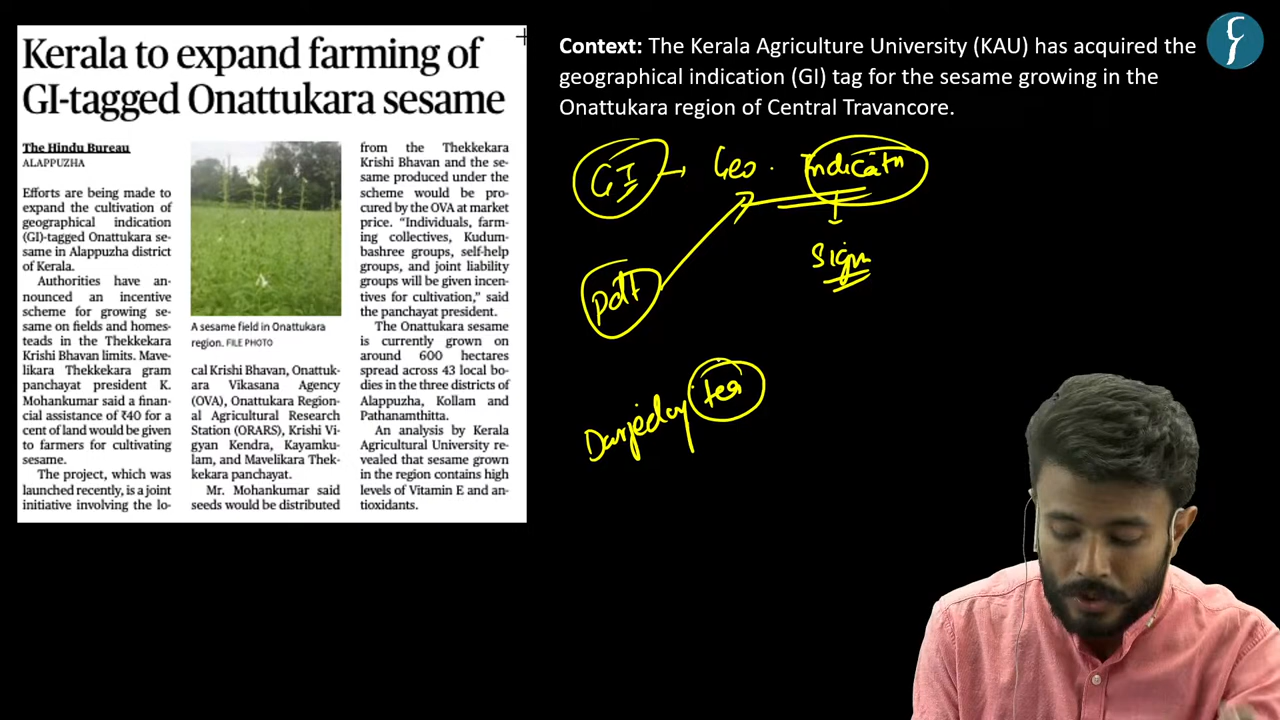 Kerala to expand farming of
GI-tagged Onattukara sesame
The Hindu Bureau
ALAPPUZHA
Efforts are being made to
expand the cultivation of
geographical indication
(GI)-tagged Onattukara se-
same in Alappuzha district
of Kerala.
Authorities have an-
nounced an incentive
scheme for growing se-
same on fields and homes-
teads in the Thekkekara
Krishi Bhavan limits. Mave-
likara Thekkekara gram
panchayat president K.
Mohankumar said a finan-
cial assistance of ₹40 for a
cent of land would be given
to farmers for cultivating
sesame.
The project, which was
launched recently, is a joint
initiative involving the lo-
A sesame field in Onattukara
region. FILE PHOTO
cal Krishi Bhavan, Onattuk-
ara Vikasana Agency
(OVA), Onattukara Region-
al Agricultural Research
Station (ORARS), Krishi Vi-
gyan Kendra, Kayamku-
lam, and Mavelikara Thek-
kekara panchayat.
Mr. Mohankumar said
seeds would be distributed
from the Thekkekara
Krishi Bhavan and the se-
same produced under the
scheme would be pro-
cured by the OVA at market
price. “Individuals, farm-
ing collectives, Kudum-
bashree groups, self-help
groups, and joint liability
groups will be given incen-
tives for cultivation,” said
the panchayat president.
The Onattukara sesame
is currently grown on
around 600 hectares
spread across 43 local bo-
dies in the three districts of
Alappuzha, Kollam and
Pathanamthitta.
An analysis by Kerala
Agricultural University re-
vealed that sesame grown
in the region contains high
levels of Vitamin E and an-
tioxidants.
Context: The Kerala Agriculture University (KAU) has acquired the
geographical indication (GI) tag for the sesame growing in the
Onattukara region of Central Travancore.
GI → Geo. Indicatn
Sign
Pdt
tea